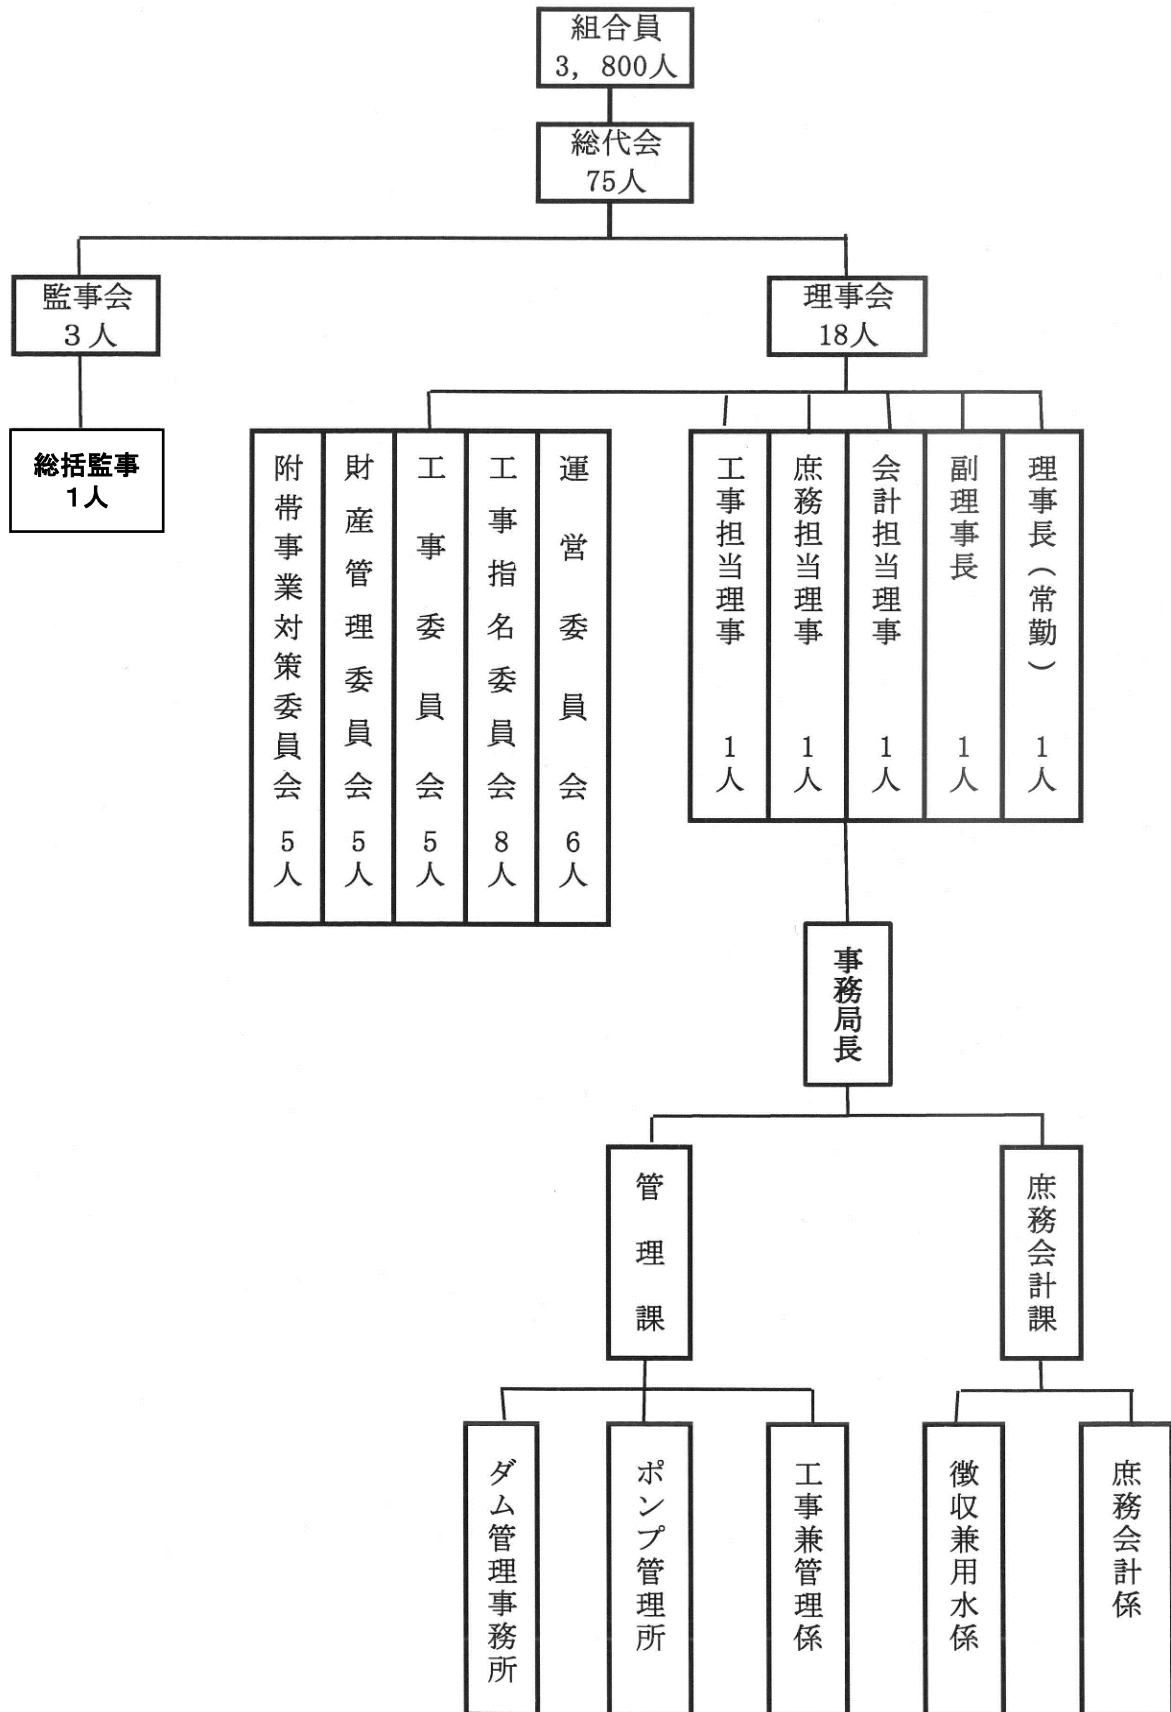 組合員
3，800人
総代会
75人
監事会
3人
理事会
18人
総括監事
1人
附帯事業対策委員会 5人
財産管理委員会 5人
工事委員会 5人
工事指名委員会 8人
運営委員会 6人
工事担当理事 1人
庶務担当理事 1人
会計担当理事 1人
副理事長 1人
理事長（常勤） 1人
事務局長
管理課
庶務会計課
ダム管理事務所
ポンプ管理所
工事兼管理係
徴収兼用水係
庶務会計係